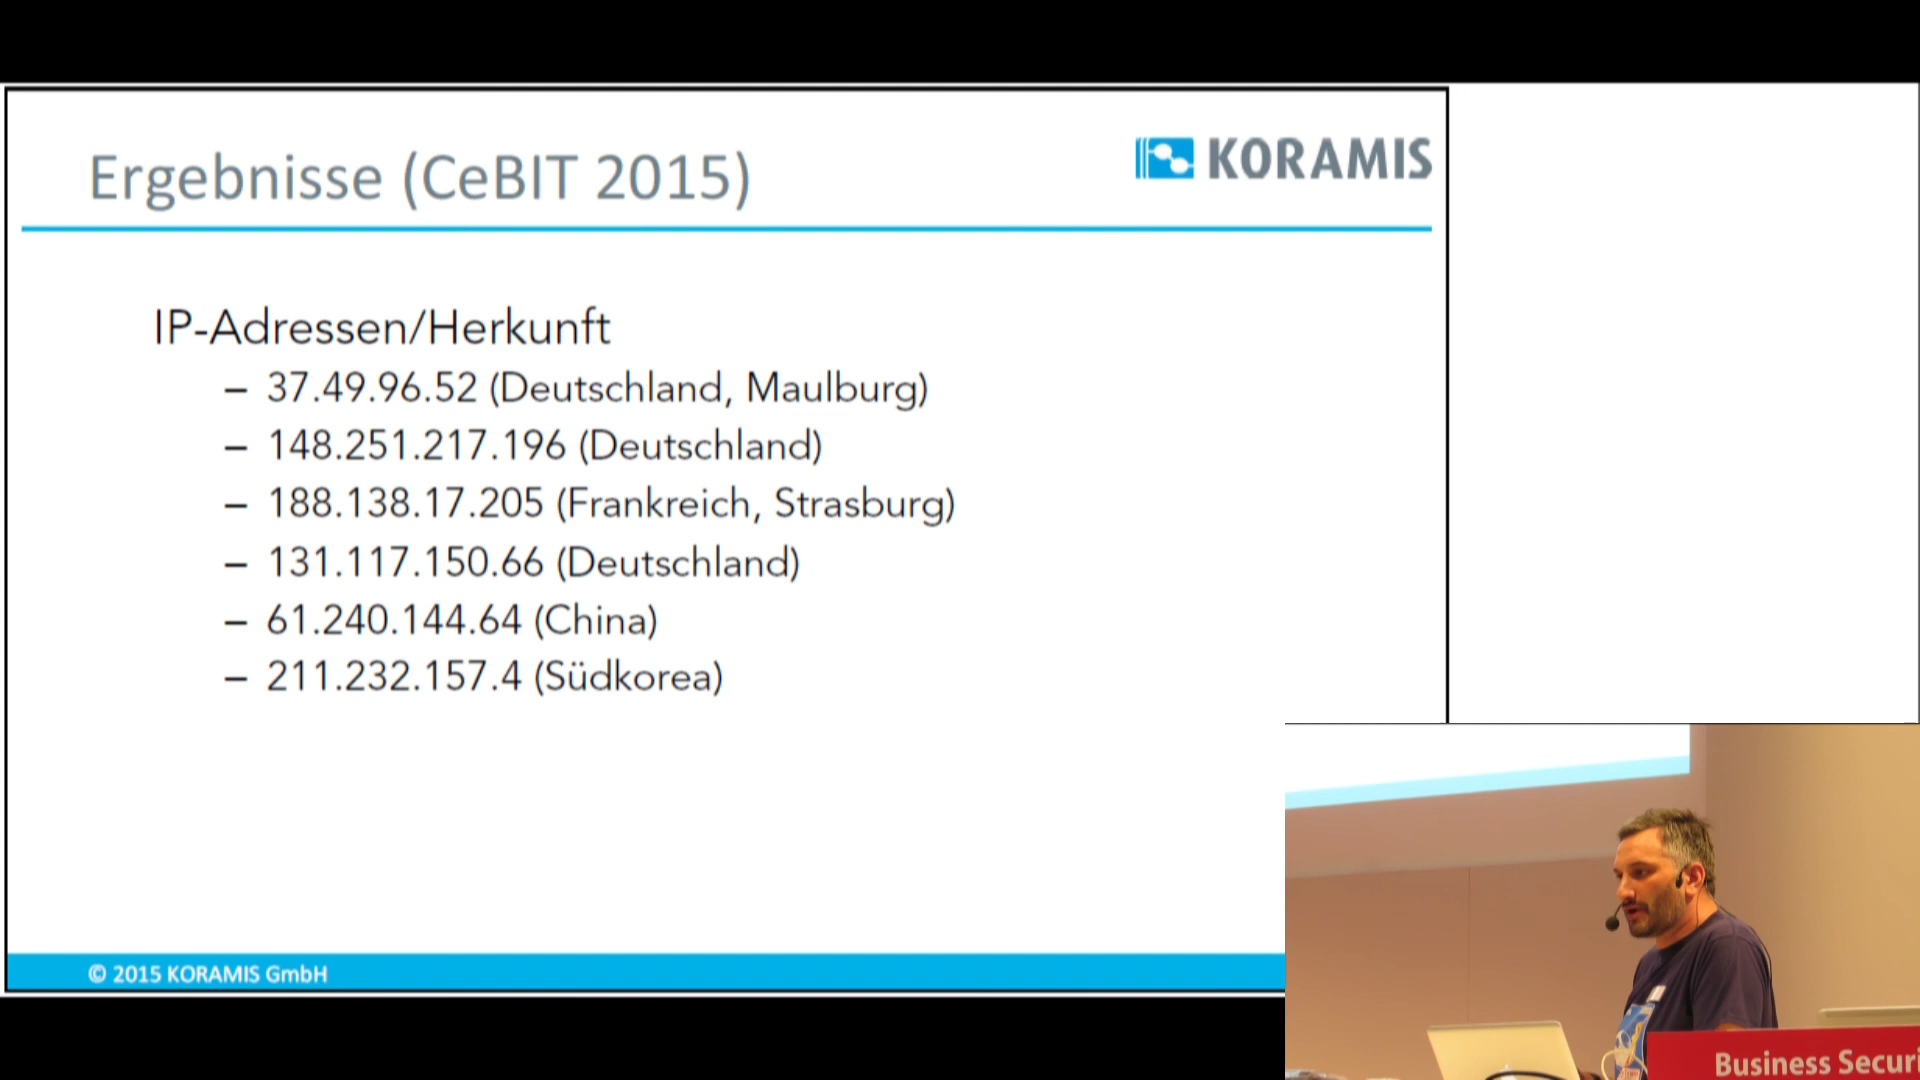 Ergebnisse (CeBIT 2015)
KORAMIS
IP-Adressen/Herkunft
– 37.49.96.52 (Deutschland, Maulburg)
– 148.251.217.196 (Deutschland)
– 188.138.17.205 (Frankreich, Strasburg)
– 131.117.150.66 (Deutschland)
– 61.240.144.64 (China)
– 211.232.157.4 (Südkorea)
© 2015 KORAMIS GmbH
Business Securi